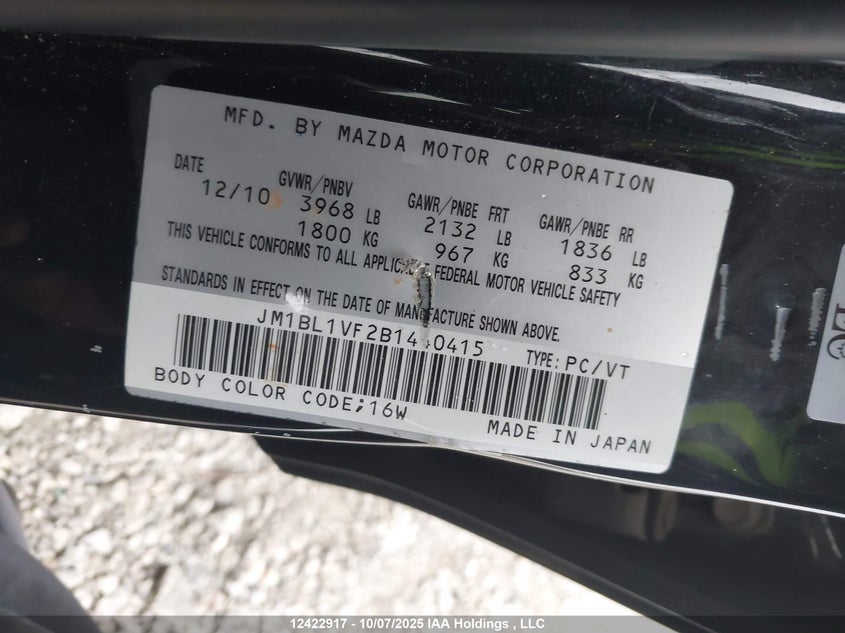 MFD. BY MAZDA MOTOR CORPORATION
DATE GVWR/PNBV GAWR/PNBE FRT GAWR/PNBE RR
12/10 3968 LB 2132 LB 1836 LB
1800 KG 967 KG 833 KG
THIS VEHICLE CONFORMS TO ALL FEDERAL MOTOR VEHICLE SAFETY
STANDARDS IN EFFECT ON THE DATE OF MANUFACTURE SHOWN ABOVE.
TYPE: PC/VT
BODY COLOR CODE;16W
MADE IN JAPAN
12422917 - 10/07/2025 IAA Holdings , LLC